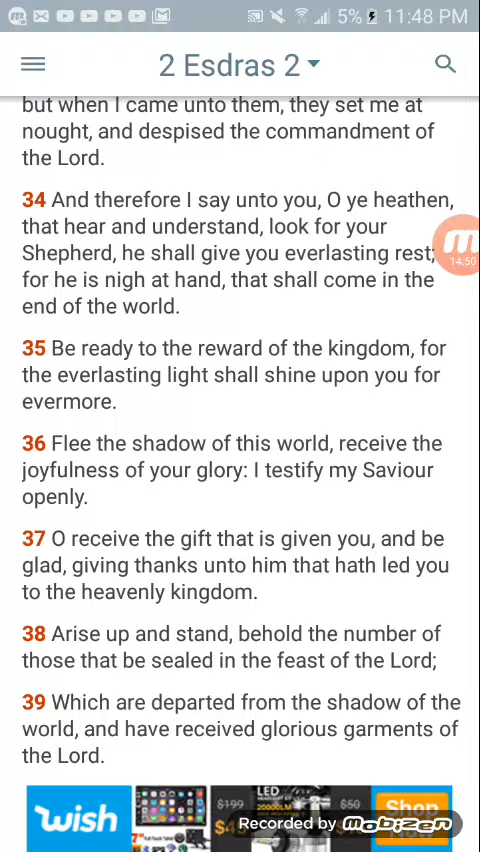 5% 11:48 PM
2 Esdras 2
but when I came unto them, they set me at
nought, and despised the commandment of
the Lord.
34 And therefore I say unto you, O ye heathen,
that hear and understand, look for your
Shepherd, he shall give you everlasting rest;
for he is nigh at hand, that shall come in the
end of the world.
14:50
35 Be ready to the reward of the kingdom, for
the everlasting light shall shine upon you for
evermore.
36 Flee the shadow of this world, receive the
joyfulness of your glory: I testify my Saviour
openly.
37 O receive the gift that is given you, and be
glad, giving thanks unto him that hath led you
to the heavenly kingdom.
38 Arise up and stand, behold the number of
those that be sealed in the feast of the Lord;
39 Which are departed from the shadow of the
world, and have received glorious garments of
the Lord.
wish
$199
LED
20000LM
$50
Shop
Recorded by mobizen